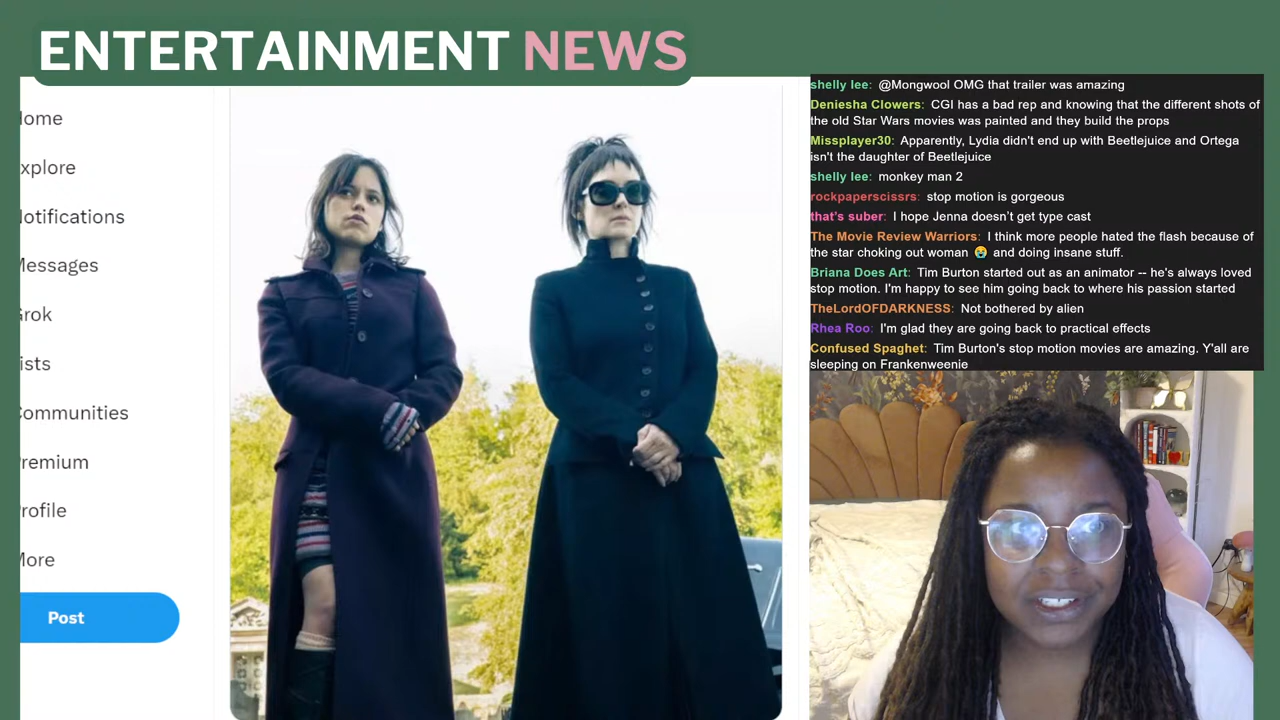 ENTERTAINMENT NEWS
ome
xplore
otifications
Messages
rok
ists
ommunities
remium
rofile
More
Post
shelly lee: @Mongwool OMG that trailer was amazing
Deniesha Clowers: CGI has a bad rep and knowing that the different shots of
the old Star Wars movies was painted and they build the props
Missplayer30: Apparently, Lydia didn't end up with Beetlejuice and Ortega
isn't the daughter of Beetlejuice
shelly lee: monkey man 2
rockpaperscissrs: stop motion is gorgeous
that's suber: I hope Jenna doesn't get type cast
The Movie Review Warriors: I think more people hated the flash because of
the star choking out woman 😭 and doing insane stuff.
Briana Does Art: Tim Burton started out as an animator -- he's always loved
stop motion. I'm happy to see him going back to where his passion started
TheLordOFDARKNESS: Not bothered by alien
Rhea Roo: I'm glad they are going back to practical effects
Confused Spaghet: Tim Burton's stop motion movies are amazing. Y'all are
sleeping on Frankenweenie